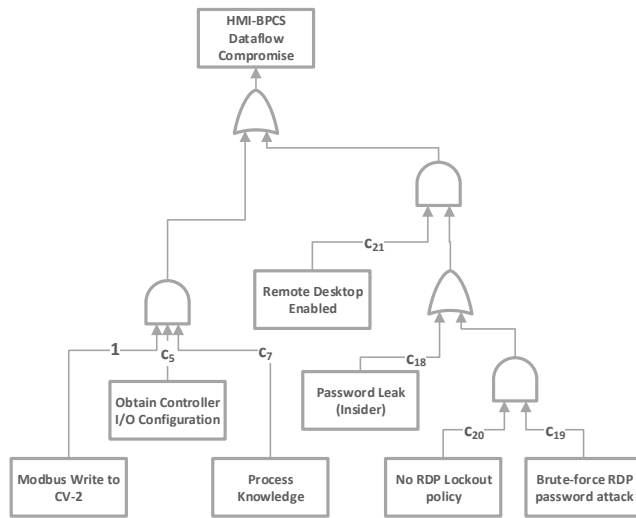 HMI-BPCS
Dataflow
Compromise
c21
Remote Desktop
Enabled
1
c5
c7
c18
Obtain Controller
I/O Configuration
Password Leak
(Insider)
c20
c19
Modbus Write to
CV-2
Process
Knowledge
No RDP Lockout
policy
Brute-force RDP
password attack